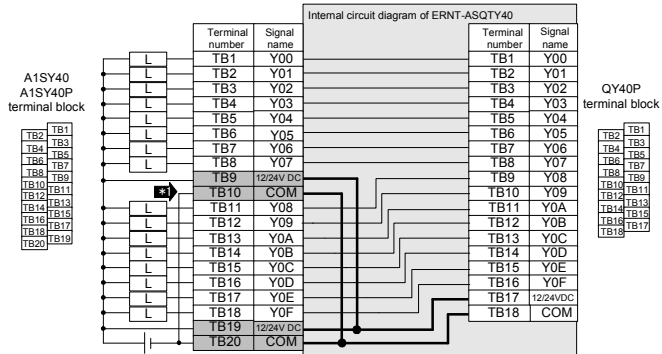 Internal circuit diagram of ERNT-ASQTY40
Terminal number Signal name
Terminal number Signal name
L TB1 Y00 TB1 Y00
L TB2 Y01 TB2 Y01
L TB3 Y02 TB3 Y02
L TB4 Y03 TB4 Y03
L TB5 Y04 TB5 Y04
L TB6 Y05 TB6 Y05
L TB7 Y06 TB7 Y06
L TB8 Y07 TB8 Y07
TB9 12/24V DC TB9 Y08
*1 TB10 COM TB10 Y09
L TB11 Y08 TB11 Y0A
L TB12 Y09 TB12 Y0B
L TB13 Y0A TB13 Y0C
L TB14 Y0B TB14 Y0D
L TB15 Y0C TB15 Y0E
L TB16 Y0D TB16 Y0F
L TB17 Y0E TB17 12/24VDC
L TB18 Y0F TB18 COM
TB19 12/24V DC
TB20 COM
A1SY40
A1SY40P
terminal block
TB1
TB2
TB3
TB4
TB5
TB6
TB7
TB8
TB9
TB10
TB11
TB12
TB13
TB14
TB15
TB16
TB17
TB18
TB19
TB20
QY40P
terminal block
TB1
TB2
TB3
TB4
TB5
TB6
TB7
TB8
TB9
TB10
TB11
TB12
TB13
TB14
TB15
TB16
TB17
TB18